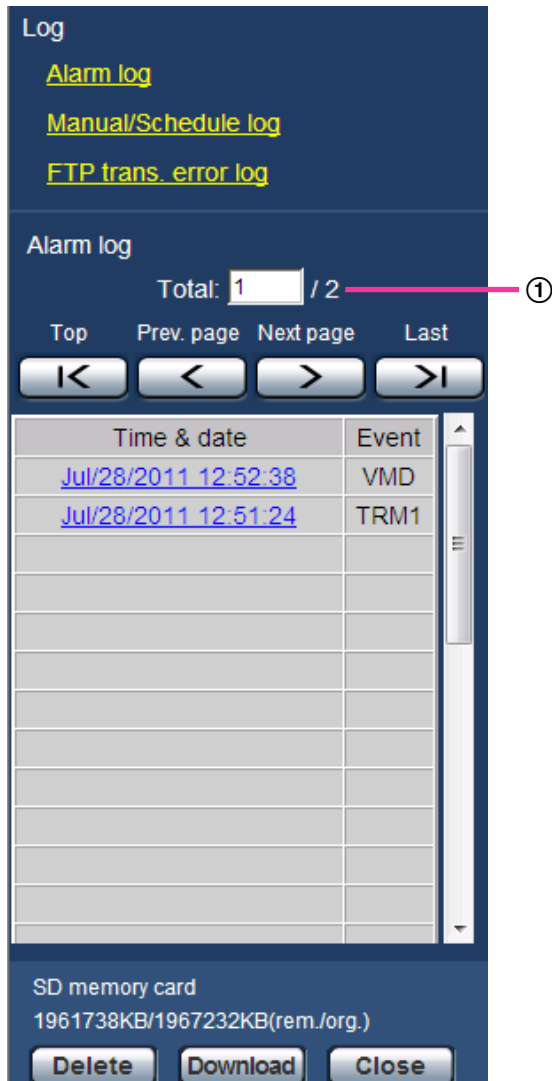 Log
Alarm log
Manual/Schedule log
FTP trans. error log
Alarm log
Total: 1 / 2 ①
Top Prev. page Next page Last
Time & date Event
Jul/28/2011 12:52:38 VMD
Jul/28/2011 12:51:24 TRM1
SD memory card
1961738KB/1967232KB(rem./org.)
Delete Download Close